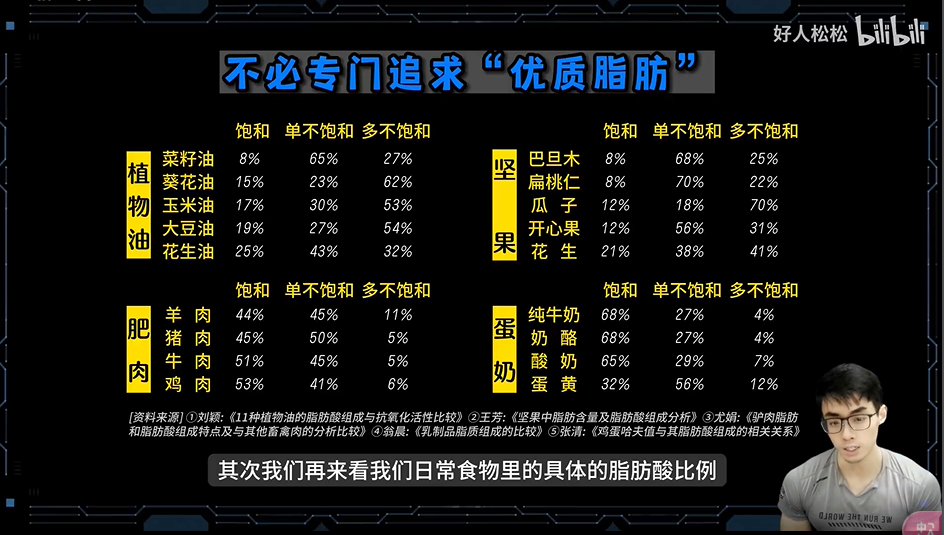 好人松松 bilibili
不必专门追求“优质脂肪”
植物油
饱和 单不饱和 多不饱和
菜籽油 8% 65% 27%
葵花油 15% 23% 62%
玉米油 17% 30% 53%
大豆油 19% 27% 54%
花生油 25% 43% 32%
坚果
饱和 单不饱和 多不饱和
巴旦木 8% 68% 25%
扁桃仁 8% 70% 22%
瓜子 12% 18% 70%
开心果 12% 56% 31%
花生 21% 38% 41%
肥肉
饱和 单不饱和 多不饱和
羊肉 44% 45% 11%
猪肉 45% 50% 5%
牛肉 51% 45% 5%
鸡肉 53% 41% 6%
蛋奶
饱和 单不饱和 多不饱和
纯牛奶 68% 27% 4%
奶酪 68% 27% 4%
酸奶 65% 29% 7%
蛋黄 32% 56% 12%
[资料来源] ①刘颖:《11种植物油的脂肪酸组成与抗氧化活性比较》②王芳:《坚果中脂肪含量及脂肪酸组成分析》③尤娟:《驴肉脂肪
和脂肪酸组成特点及与其他畜禽肉的分析比较》④翁晨:《乳制品脂质组成的比较》⑤张清:《鸡蛋哈夫值与其脂肪酸组成的相关关系》
其次我们再来看我们日常食物里的具体的脂肪酸比例
WE RUN THE WORLD
中